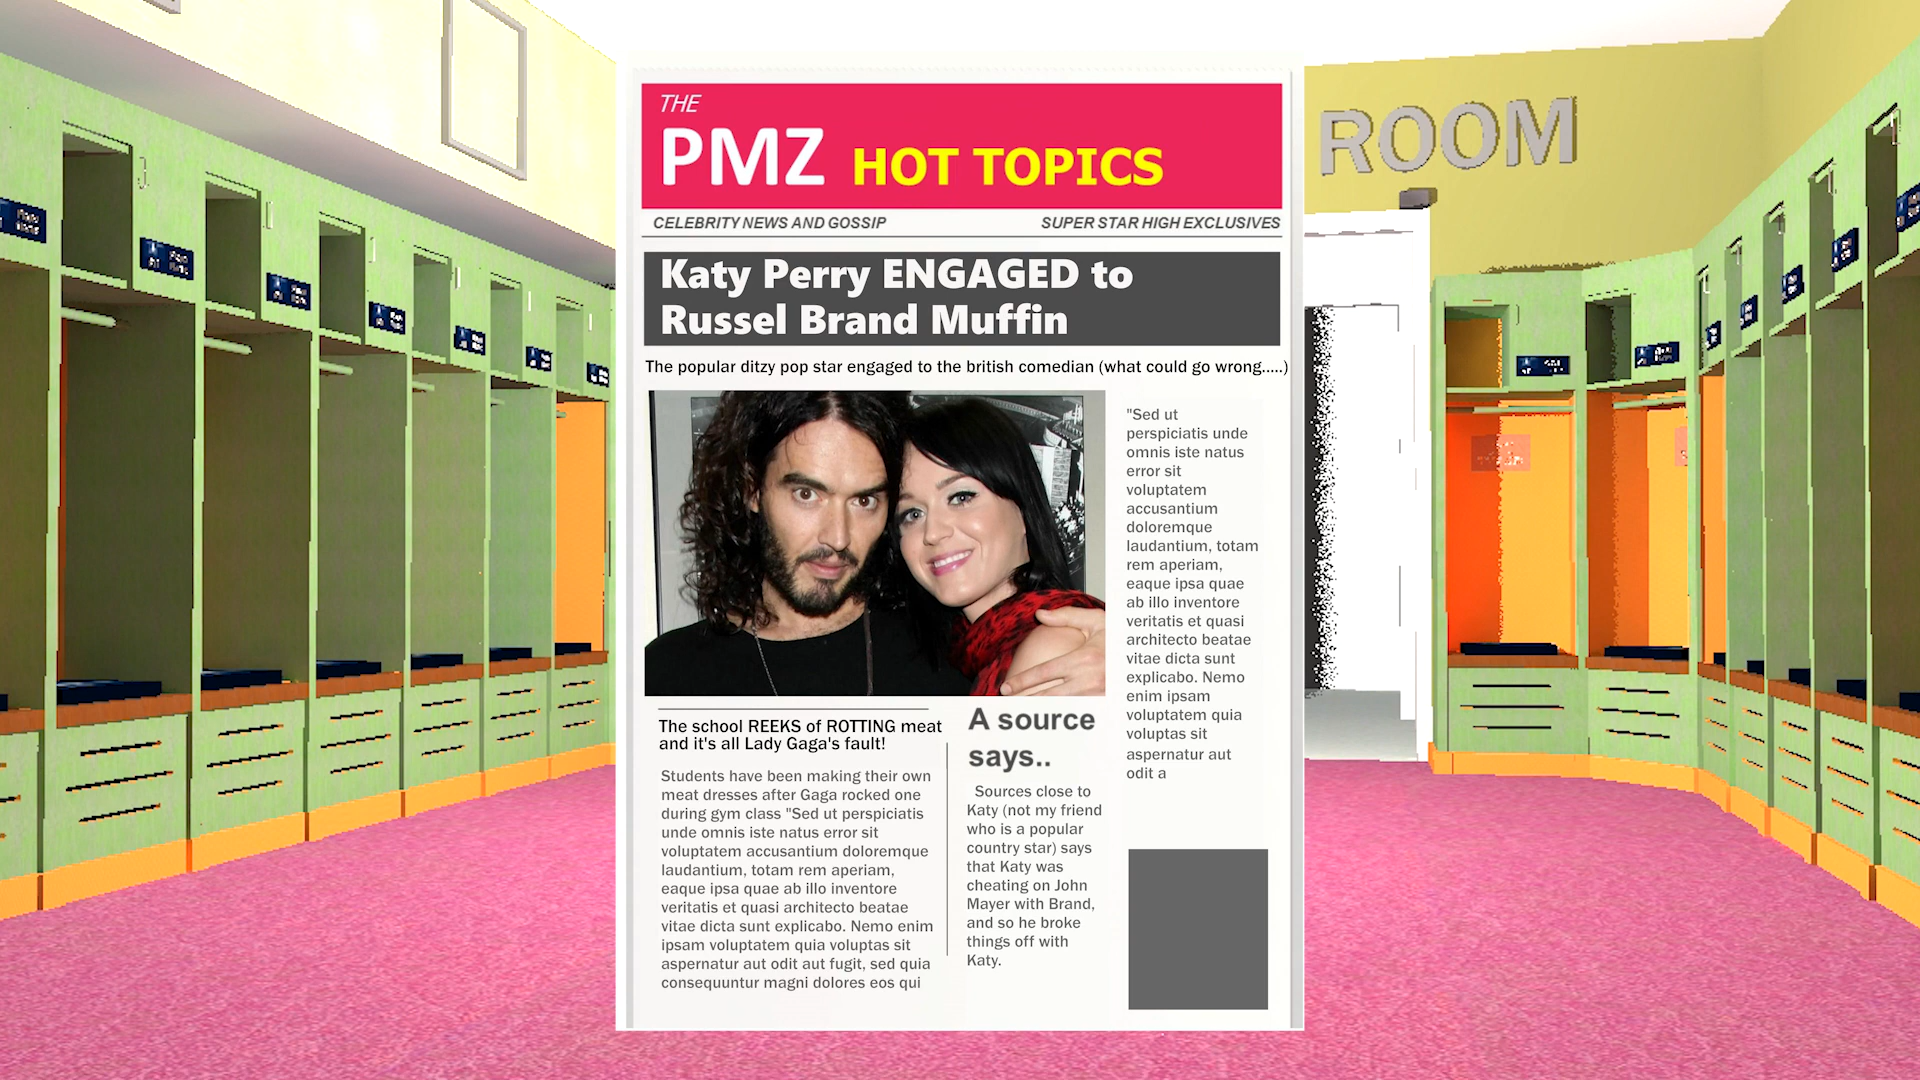 THE
PMZ HOT TOPICS
CELEBRITY NEWS AND GOSSIP
SUPER STAR HIGH EXCLUSIVES
ROOM
Katy Perry ENGAGED to
Russel Brand Muffin
The popular ditzy pop star engaged to the british comedian (what could go wrong.....)
"Sed ut
perspiciatis unde
omnis iste natus
error sit
voluptatem
accusantium
doloremque
laudantium, totam
rem aperiam,
eaque ipsa quae
ab illo inventore
veritatis et quasi
architecto beatae
vitae dicta sunt
explicabo. Nemo
enim ipsam
voluptatem quia
voluptas sit
aspernatur aut
odit a
The school REEKS of ROTTING meat
and it's all Lady Gaga's fault!
Students have been making their own
meat dresses after Gaga rocked one
during gym class "Sed ut perspiciatis
unde omnis iste natus error sit
voluptatem accusantium doloremque
laudantium, totam rem aperiam,
eaque ipsa quae ab illo inventore
veritatis et quasi architecto beatae
vitae dicta sunt explicabo. Nemo enim
ipsam voluptatem quia voluptas sit
aspernatur aut odit aut fugit, sed quia
consequuntur magni dolores eos qui
A source
says..
Sources close to
Katy (not my friend
who is a popular
country star) says
that Katy was
cheating on John
Mayer with Brand,
and so he broke
things off with
Katy.